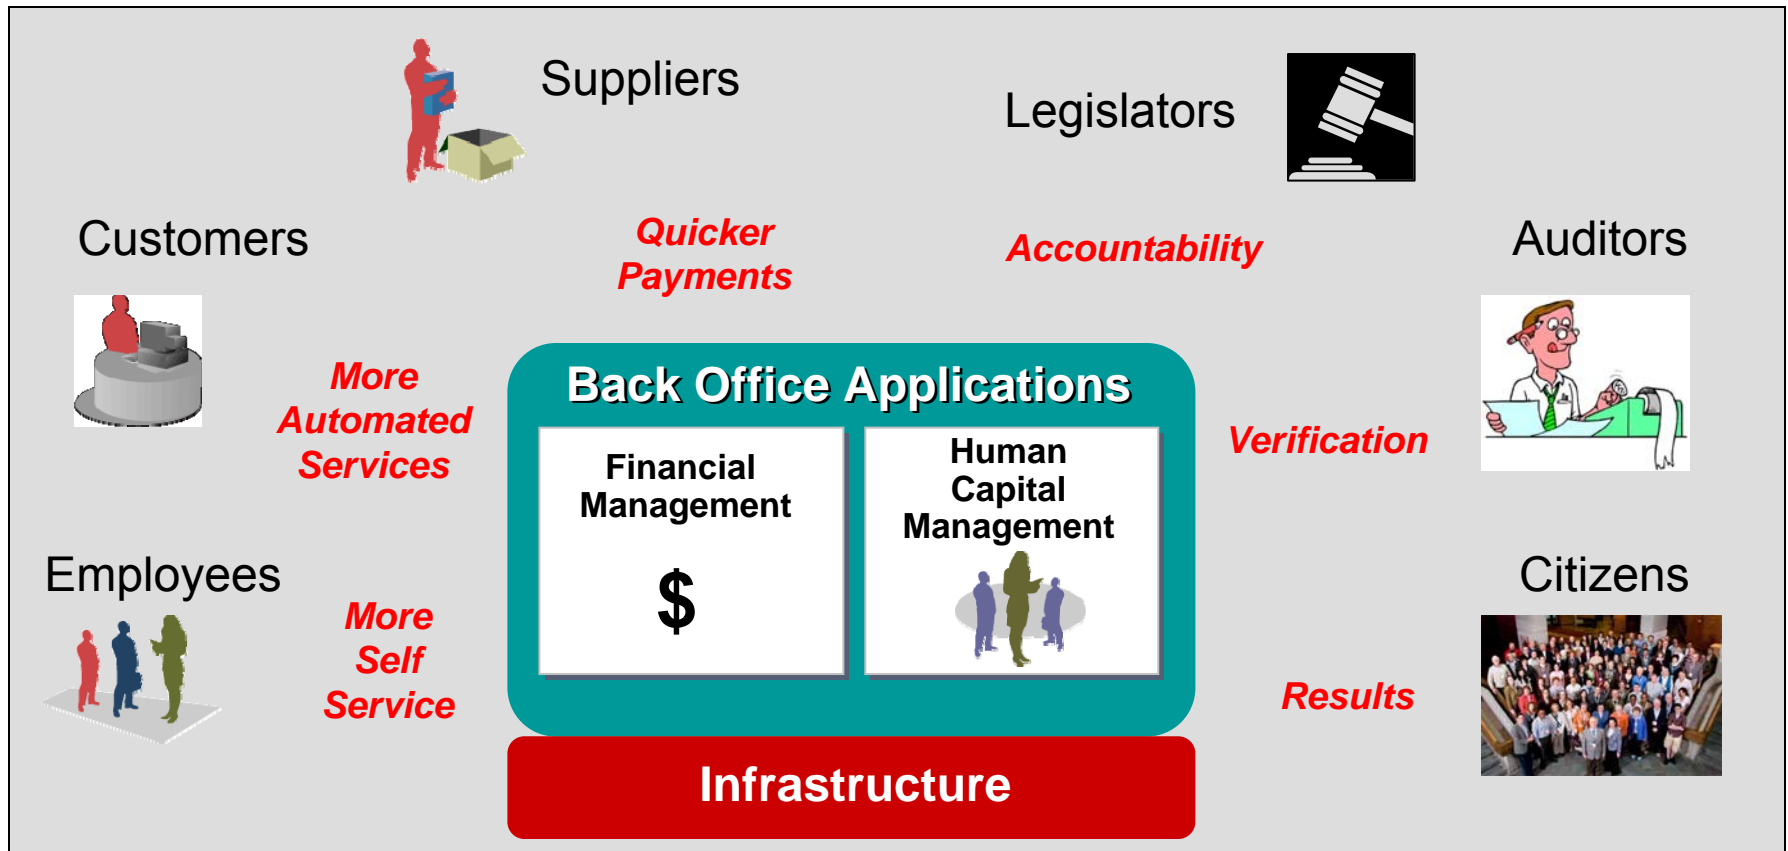 Suppliers
Legislators
Customers
Quicker
Payments
Accountability
Auditors
More
Automated
Services
Back Office Applications
Financial
Management
$
Human
Capital
Management
Verification
Employees
More
Self
Service
Citizens
Results
Infrastructure